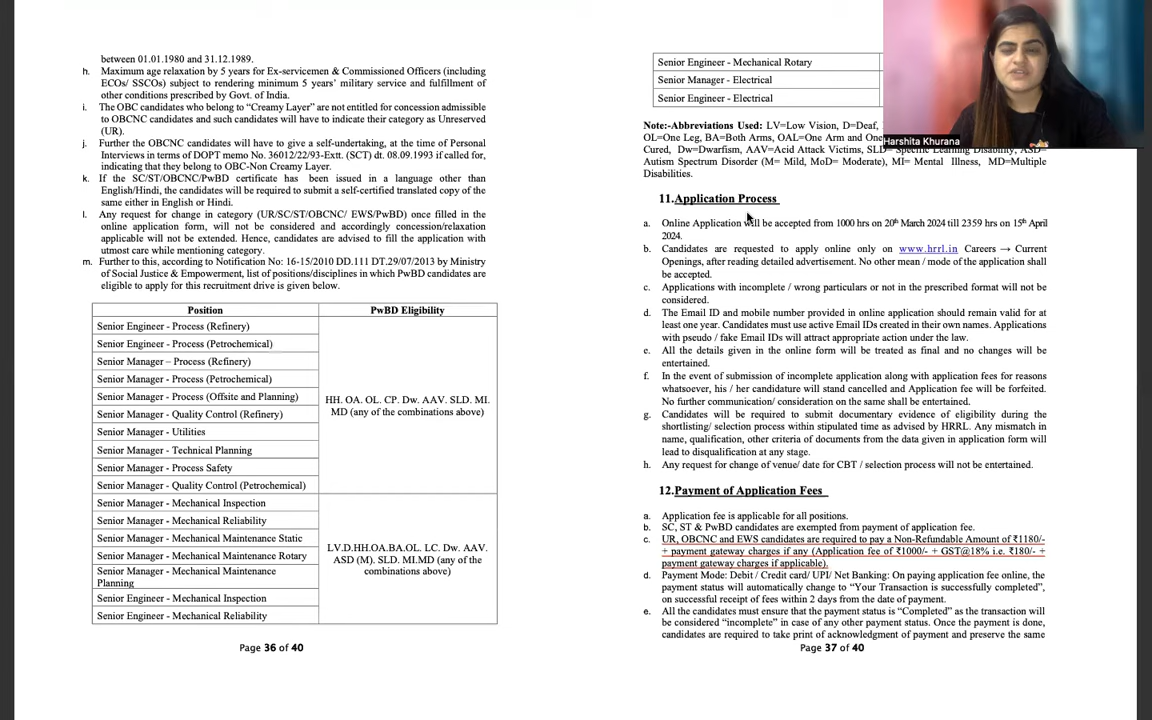 between 01.01.1980 and 31.12.1989.
h. Maximum age relaxation by 5 years for Ex-servicemen & Commissioned Officers (including
ECOs/ SSCOs) subject to rendering minimum 5 years' military service and fulfillment of
other conditions prescribed by Govt. of India.
i. The OBC candidates who belong to "Creamy Layer" are not entitled for concession admissible
to OBCNC candidates and such candidates will have to indicate their category as Unreserved
(UR).
j. Further the OBCNC candidates will have to give a self-undertaking, at the time of Personal
Interviews in terms of DOPT memo No. 36012/22/93-Extt. (SCT) dt. 08.09.1993 if called for,
indicating that they belong to OBC-Non Creamy Layer.
k. If the SC/ST/OBCNC/PwBD certificate has been issued in a language other than
English/Hindi, the candidates will be required to submit a self-certified translated copy of the
same either in English or Hindi.
l. Any request for change in category (UR/SC/ST/OBCNC/ EWS/PwBD) once filled in the
online application form, will not be considered and accordingly concession/relaxation
applicable will not be extended. Hence, candidates are advised to fill the application with
utmost care while mentioning category.
m. Further to this, according to Notification No: 16-15/2010 DD.111 DT.29/07/2013 by Ministry
of Social Justice & Empowerment, list of positions/disciplines in which PwBD candidates are
eligible to apply for this recruitment drive is given below.
Position PwBD Eligibility
Senior Engineer - Process (Refinery)
Senior Engineer - Process (Petrochemical)
Senior Manager – Process (Refinery)
Senior Manager - Process (Petrochemical)
Senior Manager - Process (Offsite and Planning)
HH. OA. OL. CP. Dw. AAV. SLD. MI.
MD (any of the combinations above)
Senior Manager - Quality Control (Refinery)
Senior Manager - Utilities
Senior Manager - Technical Planning
Senior Manager - Process Safety
Senior Manager - Quality Control (Petrochemical)
Senior Manager - Mechanical Inspection
Senior Manager - Mechanical Reliability
Senior Manager - Mechanical Maintenance Static
Senior Manager - Mechanical Maintenance Rotary
LV.D.HH.OA.BA.OL. LC. Dw. AAV.
ASD (M). SLD. MI.MD (any of the
combinations above)
Senior Manager - Mechanical Maintenance
Planning
Senior Engineer - Mechanical Inspection
Senior Engineer - Mechanical Reliability
Page 36 of 40
Senior Engineer - Mechanical Rotary
Senior Manager - Electrical
Senior Engineer - Electrical
Harshita Khurana
Note:-Abbreviations Used: LV=Low Vision, D=Deaf,
OL=One Leg, BA=Both Arms, OAL=One Arm and One
Cured, Dw=Dwarfism, AAV=Acid Attack Victims, SLD= Specific Learning Disability, ASD=
Autism Spectrum Disorder (M= Mild, MoD= Moderate), MI= Mental Illness, MD=Multiple
Disabilities.
11.Application Process
a. Online Application will be accepted from 1000 hrs on 20th March 2024 till 2359 hrs on 15th April
2024.
b. Candidates are requested to apply online only on www.hrrl.in Careers → Current
Openings, after reading detailed advertisement. No other mean / mode of the application shall
be accepted.
c. Applications with incomplete / wrong particulars or not in the prescribed format will not be
considered.
d. The Email ID and mobile number provided in online application should remain valid for at
least one year. Candidates must use active Email IDs created in their own names. Applications
with pseudo / fake Email IDs will attract appropriate action under the law.
e. All the details given in the online form will be treated as final and no changes will be
entertained.
f. In the event of submission of incomplete application along with application fees for reasons
whatsoever, his / her candidature will stand cancelled and Application fee will be forfeited.
No further communication/ consideration on the same shall be entertained.
g. Candidates will be required to submit documentary evidence of eligibility during the
shortlisting/ selection process within stipulated time as advised by HRRL. Any mismatch in
name, qualification, other criteria of documents from the data given in application form will
lead to disqualification at any stage.
h. Any request for change of venue/ date for CBT / selection process will not be entertained.
12.Payment of Application Fees
a. Application fee is applicable for all positions.
b. SC, ST & PwBD candidates are exempted from payment of application fee.
c. UR, OBCNC and EWS candidates are required to pay a Non-Refundable Amount of ₹1180/-
+ payment gateway charges if any (Application fee of ₹1000/- + GST@18% i.e. ₹180/- +
payment gateway charges if applicable).
d. Payment Mode: Debit / Credit card/ UPI/ Net Banking: On paying application fee online, the
payment status will automatically change to "Your Transaction is successfully completed",
on successful receipt of fees within 2 days from the date of payment.
e. All the candidates must ensure that the payment status is "Completed" as the transaction will
be considered "incomplete" in case of any other payment status. Once the payment is done,
candidates are required to take print of acknowledgment of payment and preserve the same
Page 37 of 40